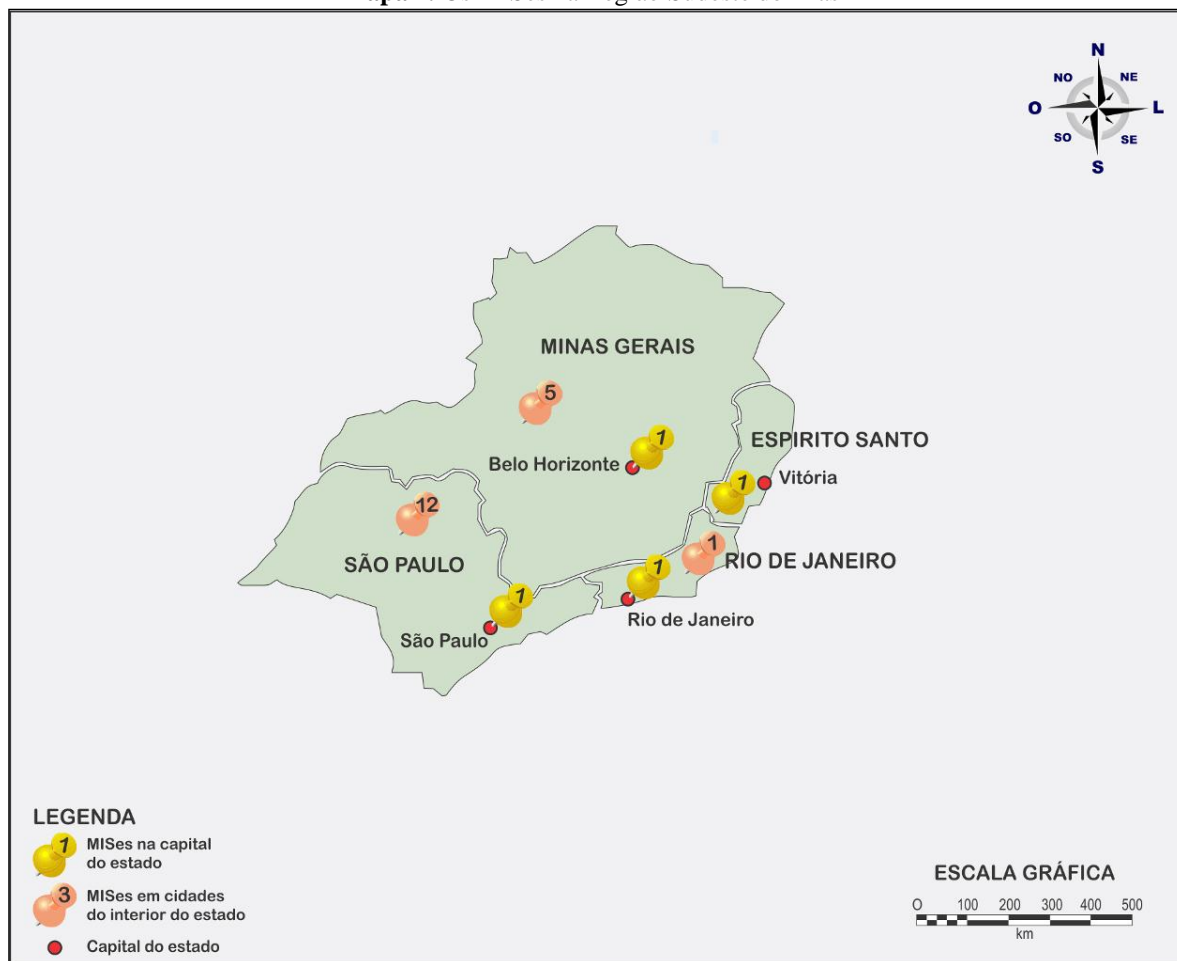 N
NO NE
O L
SO SE
S
MINAS GERAIS
5
1
ESPIRITO SANTO
Belo Horizonte
Vitória
1
12
1
SÃO PAULO
1
RIO DE JANEIRO
1
Rio de Janeiro
São Paulo
LEGENDA
1 MISes na capital
do estado
3 MISes em cidades
do interior do estado
Capital do estado
ESCALA GRÁFICA
O 100 200 300 400 500
km